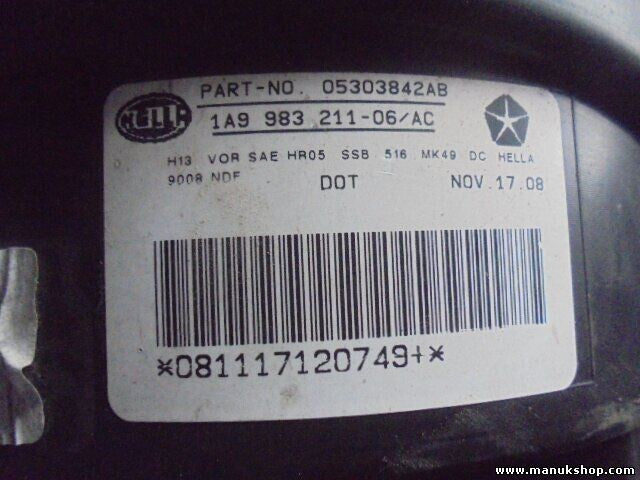 PART-NO. 05303842AB
1A9 983 211-06/AC
H13 VOR SAE HR05 SSB 516 MK49 DC HELLA
9008 NDF
DOT NOV.17.08
*081117120749+*
www.manukshop.com